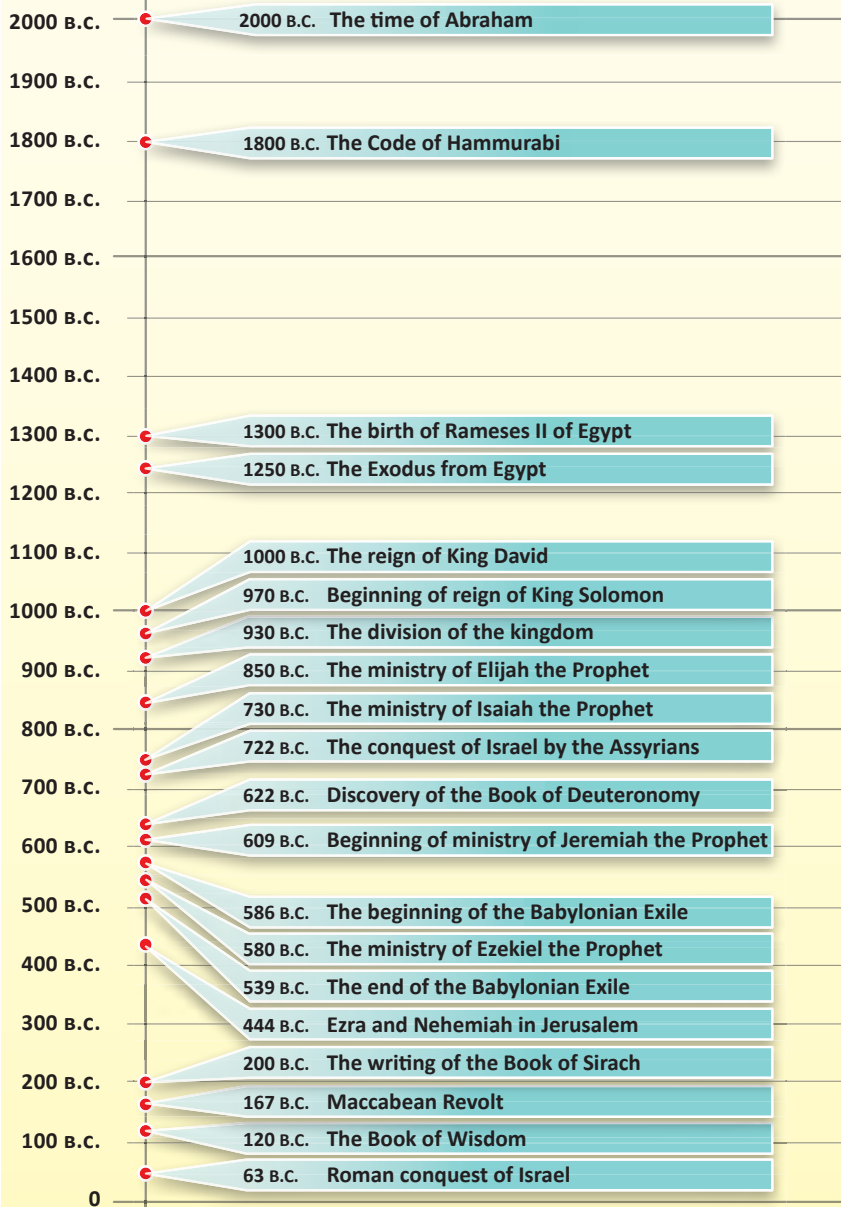 2000 B.C.
2000 B.C. The time of Abraham
1900 B.C.
1800 B.C.
1800 B.C. The Code of Hammurabi
1700 B.C.
1600 B.C.
1500 B.C.
1400 B.C.
1300 B.C.
1300 B.C. The birth of Rameses II of Egypt
1250 B.C. The Exodus from Egypt
1200 B.C.
1100 B.C.
1000 B.C. The reign of King David
970 B.C. Beginning of reign of King Solomon
1000 B.C.
930 B.C. The division of the kingdom
900 B.C.
850 B.C. The ministry of Elijah the Prophet
730 B.C. The ministry of Isaiah the Prophet
800 B.C.
722 B.C. The conquest of Israel by the Assyrians
700 B.C.
622 B.C. Discovery of the Book of Deuteronomy
609 B.C. Beginning of ministry of Jeremiah the Prophet
600 B.C.
500 B.C.
586 B.C. The beginning of the Babylonian Exile
580 B.C. The ministry of Ezekiel the Prophet
400 B.C.
539 B.C. The end of the Babylonian Exile
300 B.C.
444 B.C. Ezra and Nehemiah in Jerusalem
200 B.C. The writing of the Book of Sirach
200 B.C.
167 B.C. Maccabean Revolt
120 B.C. The Book of Wisdom
100 B.C.
63 B.C. Roman conquest of Israel
0